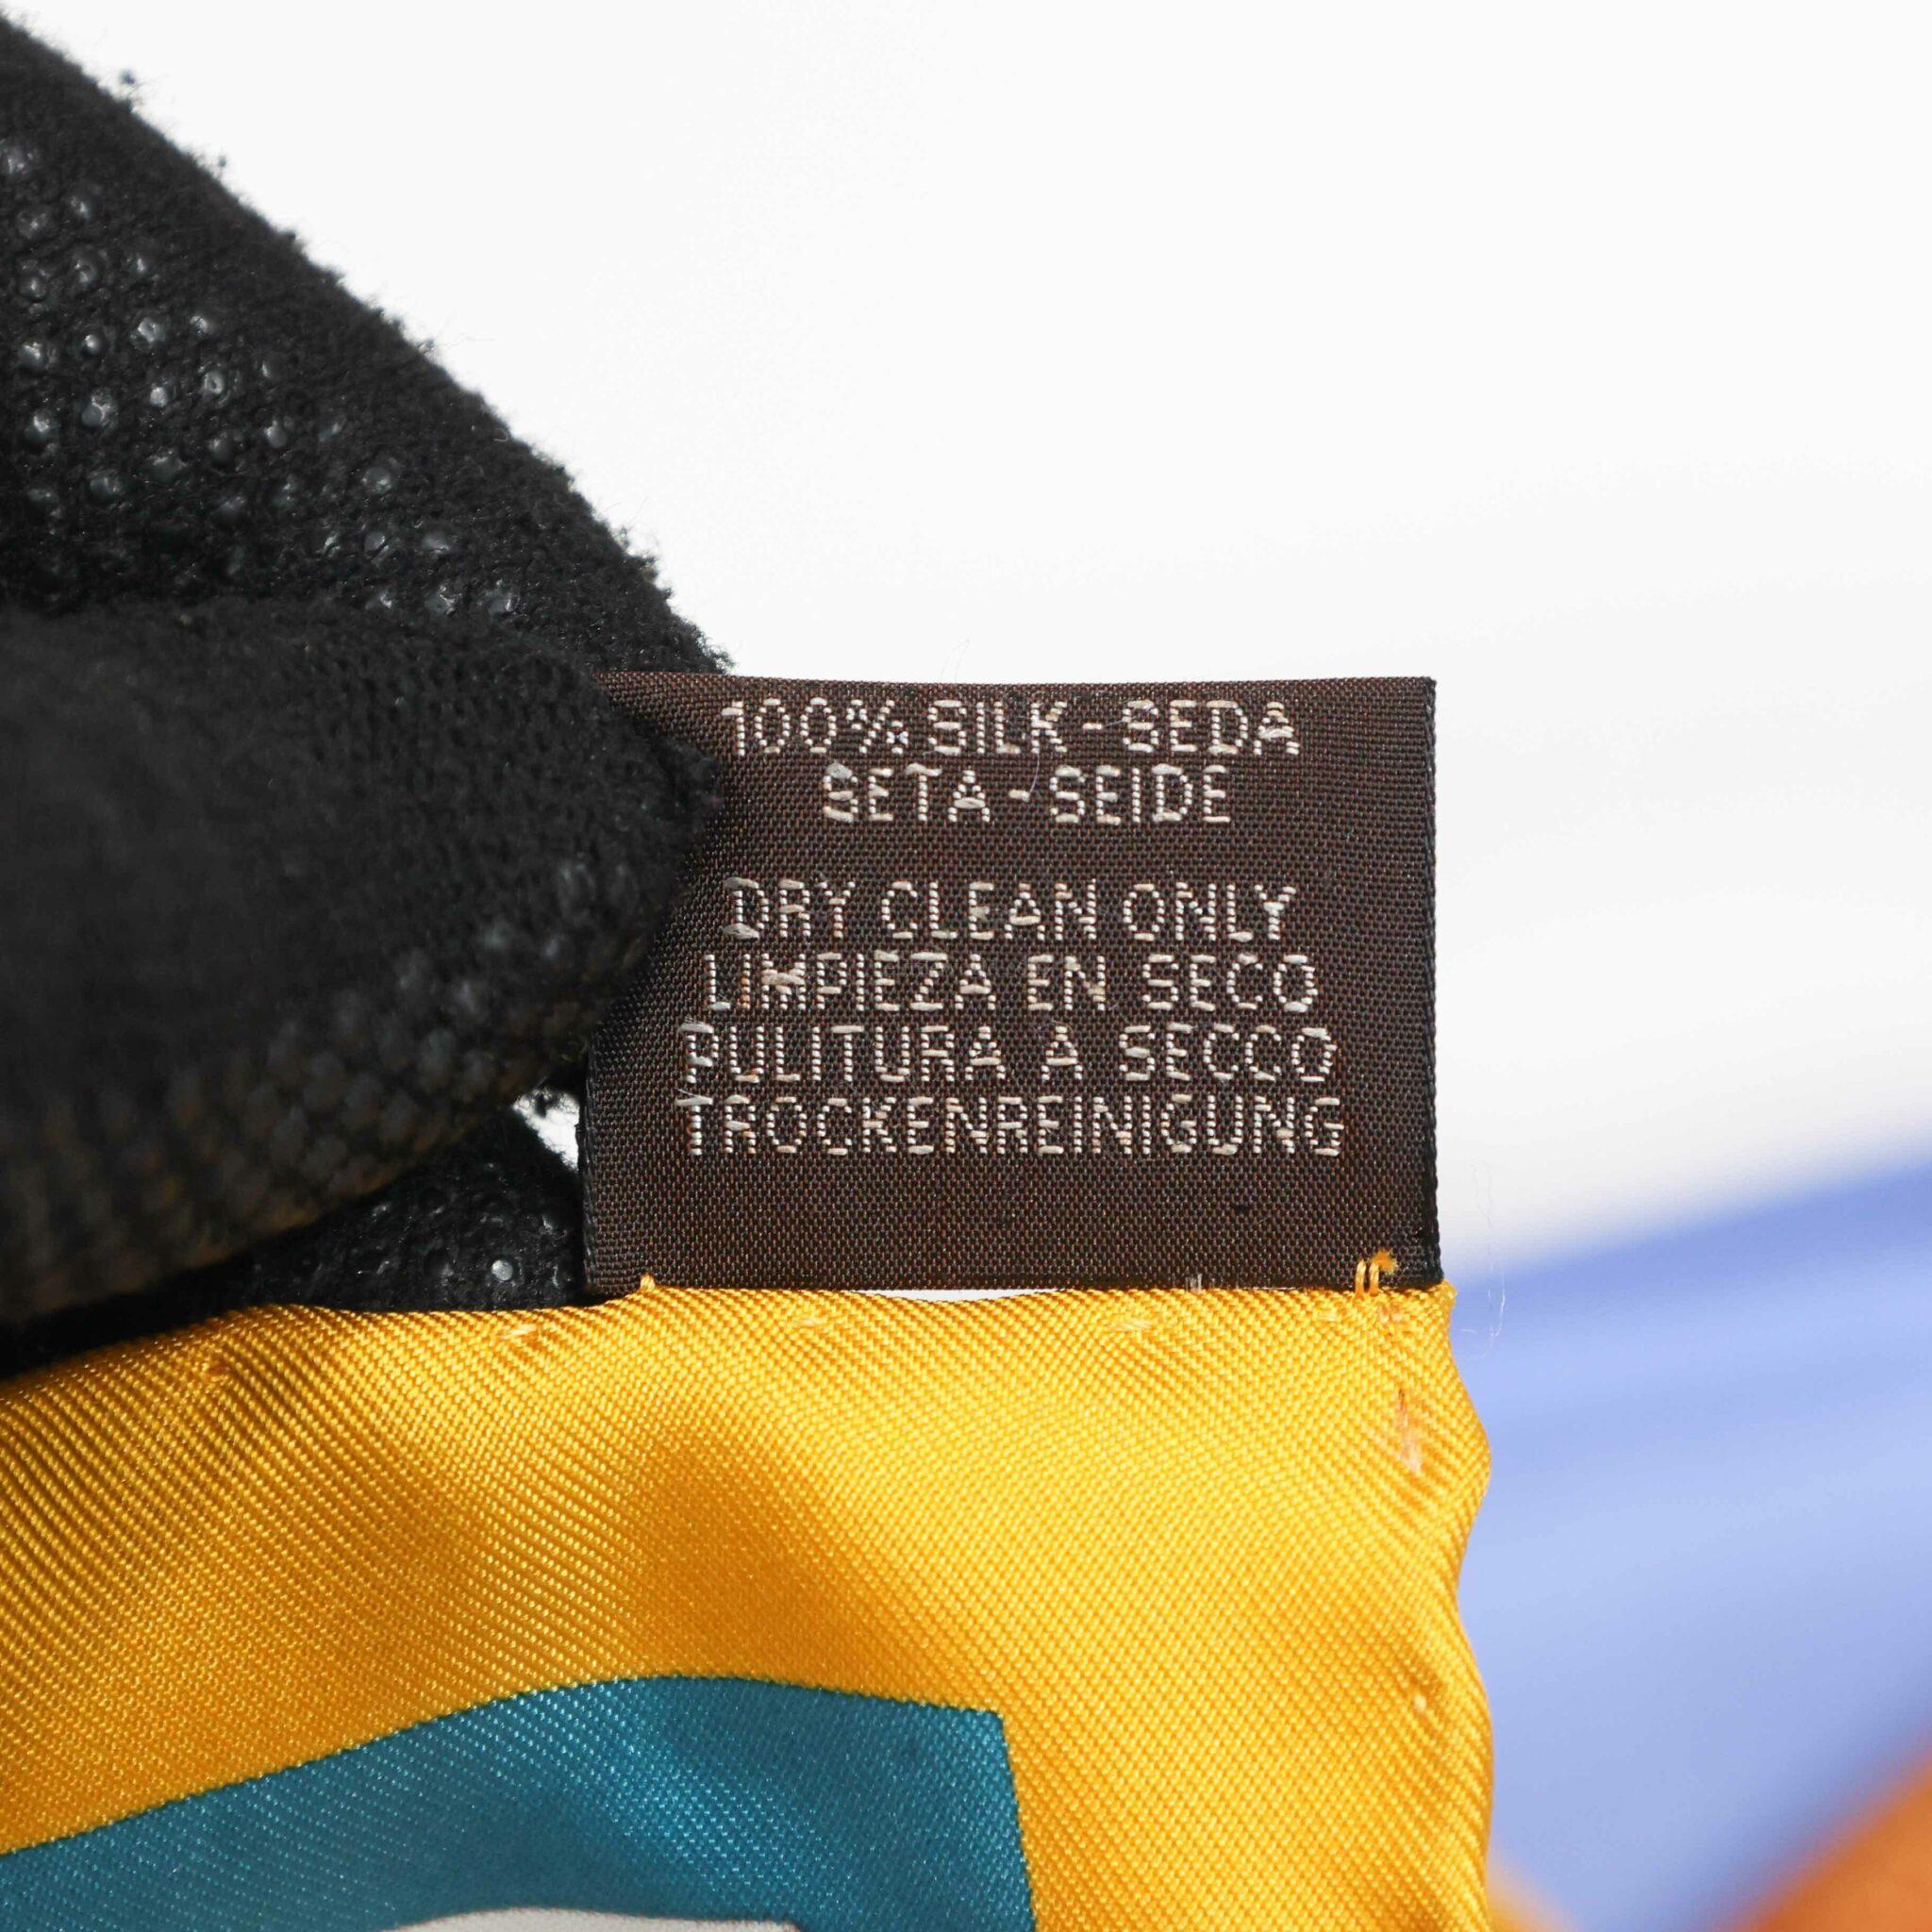 100% SILK - SEDA
SETA - SEIDE
DRY CLEAN ONLY
LIMPIEZA EN SECO
PULITURA A SECCO
TROCKENREINIGUNG